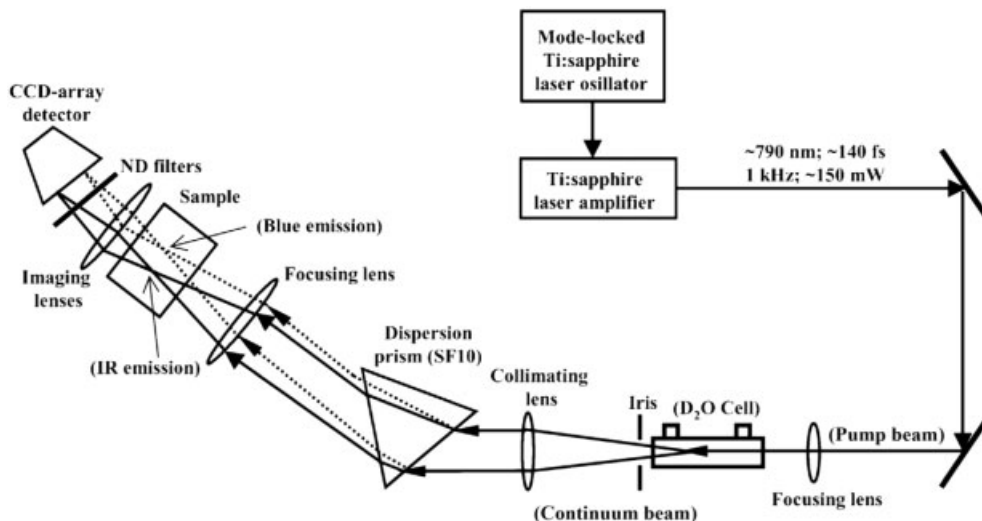 Mode-locked
Ti:sapphire
laser osillator
CCD-array
detector
ND filters
~790 nm; ~140 fs
1 kHz; ~150 mW
Ti:sapphire
laser amplifier
Sample
(Blue emission)
Imaging
lenses
Focusing lens
(IR emission)
Dispersion
prism (SF10)
Collimating
lens
Iris
(D₂O Cell)
(Pump beam)
Focusing lens
(Continuum beam)